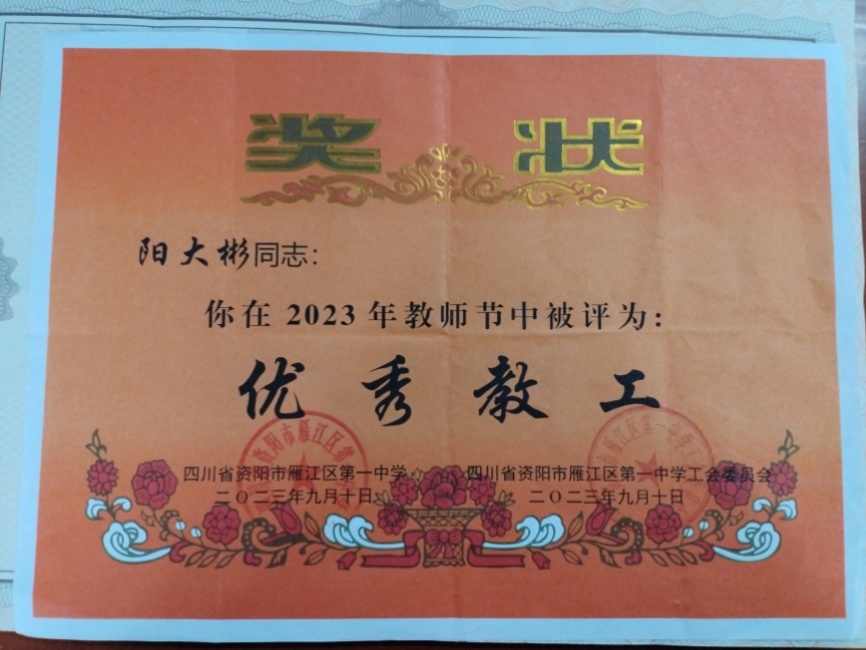 奖状
阳大彬同志：
你在 2023 年教师节中被评为：
优秀教工
四川省资阳市雁江区第一中学 四川省资阳市雁江区第一中学工会委员会
二〇二三年九月十日 二〇二三年九月十日